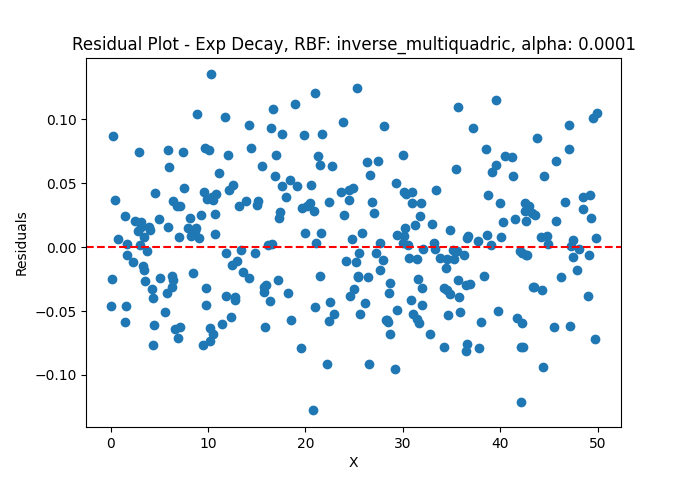 Residual Plot - Exp Decay, RBF: inverse_multiquadric, alpha: 0.0001
0.10
0.05
0.00
−0.05
−0.10
Residuals
0 10 20 30 40 50
X